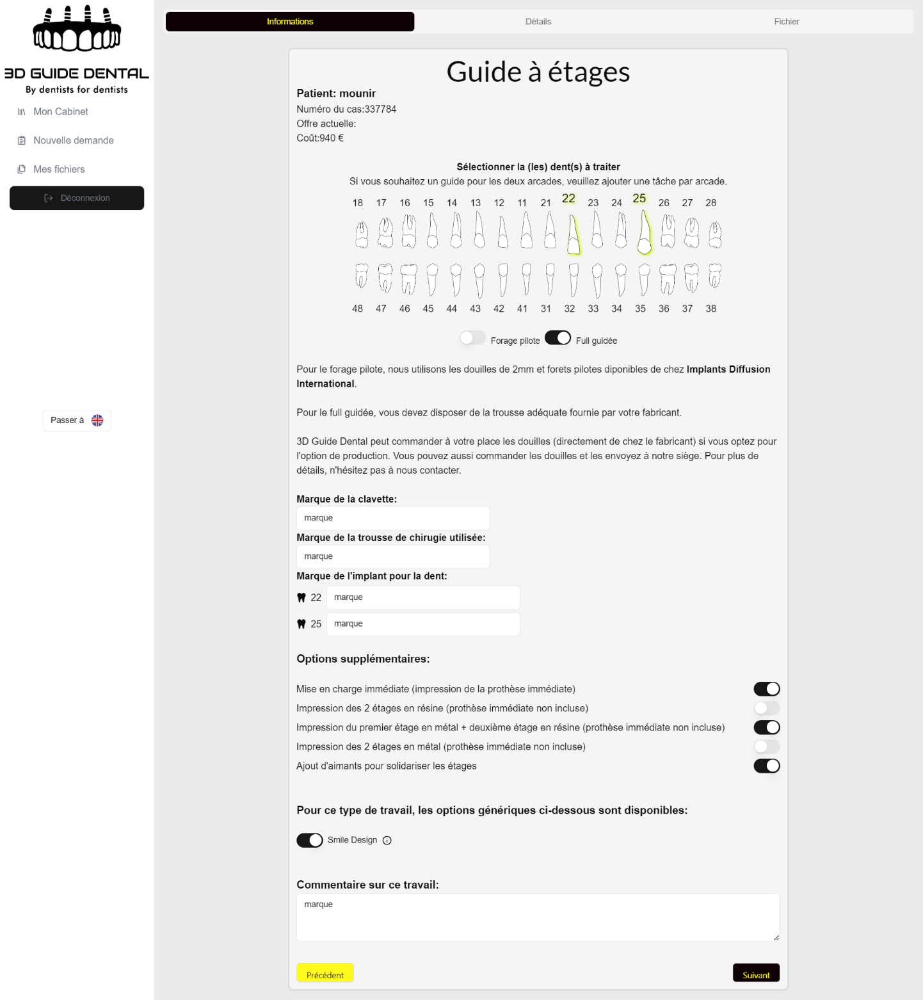 3D GUIDE DENTAL
By dentists for dentists
Mon Cabinet
Nouvelle demande
Mes fichiers
Déconnexion
Passer à
Informations
Détails
Fichier
Guide à étages
Patient: mounir
Numéro du cas:337784
Offre actuelle:
Coût:940 €
Sélectionner la (les) dent(s) à traiter
Si vous souhaitez un guide pour les deux arcades, veuillez ajouter une tâche par arcade.
18 17 16 15 14 13 12 11 21 22 23 24 25 26 27 28
48 47 46 45 44 43 42 41 31 32 33 34 35 36 37 38
Forage pilote
Full guidée
Pour le forage pilote, nous utilisons les douilles de 2mm et forets pilotes diponibles de chez Implants Diffusion
International.
Pour le full guidée, vous devez disposer de la trousse adéquate fournie par votre fabricant.
3D Guide Dental peut commander à votre place les douilles (directement de chez le fabricant) si vous optez pour
l'option de production. Vous pouvez aussi commander les douilles et les envoyez à notre siège. Pour plus de
détails, n'hésitez pas à nous contacter.
Marque de la clavette:
marque
Marque de la trousse de chirugie utilisée:
marque
Marque de l'implant pour la dent:
22 marque
25 marque
Options supplémentaires:
Mise en charge immédiate (impression de la prothèse immédiate)
Impression des 2 étages en résine (prothèse immédiate non incluse)
Impression du premier étage en métal + deuxième étage en résine (prothèse immédiate non incluse)
Impression des 2 étages en métal (prothèse immédiate non incluse)
Ajout d'aimants pour solidariser les étages
Pour ce type de travail, les options génériques ci-dessous sont disponibles:
Smile Design
Commentaire sur ce travail:
marque
Précédent
Suivant